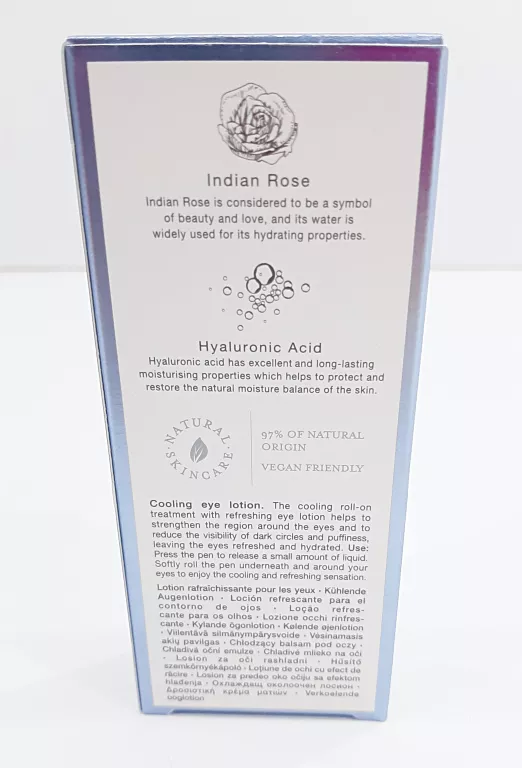 Indian Rose
Indian Rose is considered to be a symbol
of beauty and love, and its water is
widely used for its hydrating properties.
Hyaluronic Acid
Hyaluronic acid has excellent and long-lasting
moisturising properties which helps to protect and
restore the natural moisture balance of the skin.
·NATURAL·
SKINCARE
97% OF NATURAL
ORIGIN
VEGAN FRIENDLY
Cooling eye lotion. The cooling roll-on
treatment with refreshing eye lotion helps to
strengthen the region around the eyes and to
reduce the visibility of dark circles and puffiness,
leaving the eyes refreshed and hydrated. Use:
Press the pen to release a small amount of liquid.
Softly roll the pen underneath and around your
eyes to enjoy the cooling and refreshing sensation.
Lotion rafraîchissante pour les yeux · Kühlende
Augenlotion · Loción refrescante para el
contorno de ojos · Loção refres-
cante para os olhos · Lozione occhi rinfres-
cante · Kylande ögonlotion · Kølende øjenlotion
· Viilentävä silmänympärysvoide · Vėsinamasis
akių pavilgas · Chłodzący balsam pod oczy ·
Chladivá oční emulze · Chladivé mlieko na oči
· Losion za oči rashladni · Hűsítő
szemkörnyékápoló · Loțiune de ochi cu efect de
răcire · Losion za predeo oko očiju sa efektom
hlađenja · Охлаждащ околоочен лосион ·
Δροσιστική κρέμα ματιών · Verkoelende
ooglotion